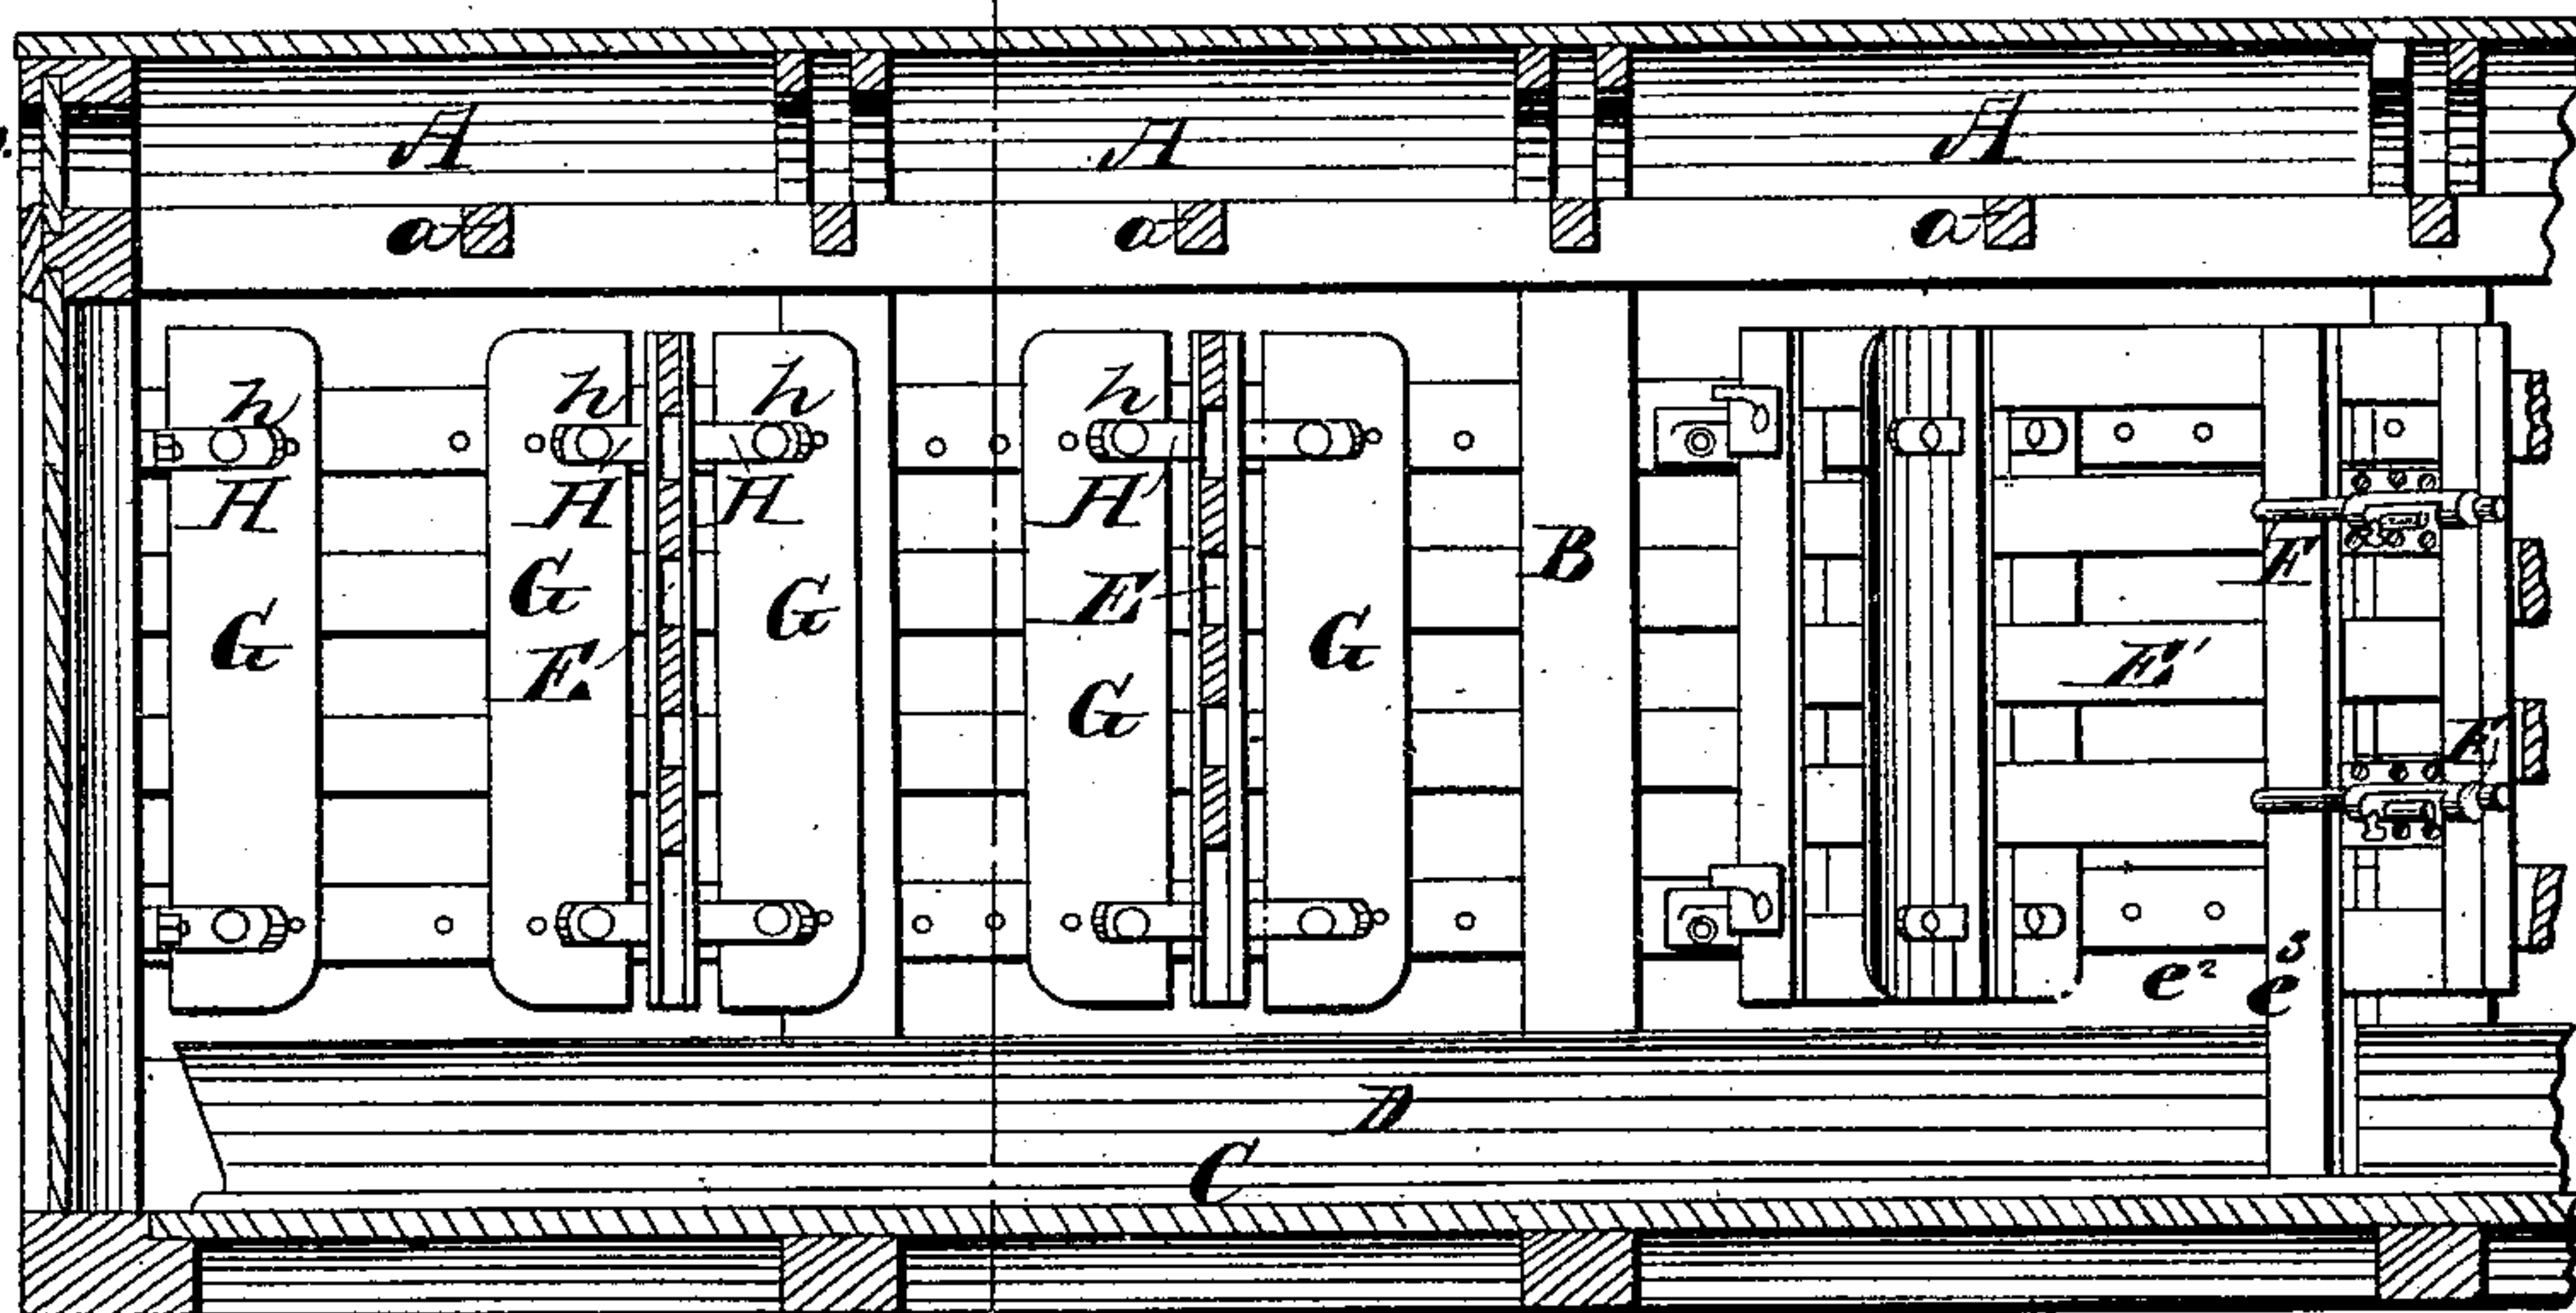 A A A
a a a
h h h h
H H H H
G G E B F
G G G
E E'
G F
e² e³
D
C